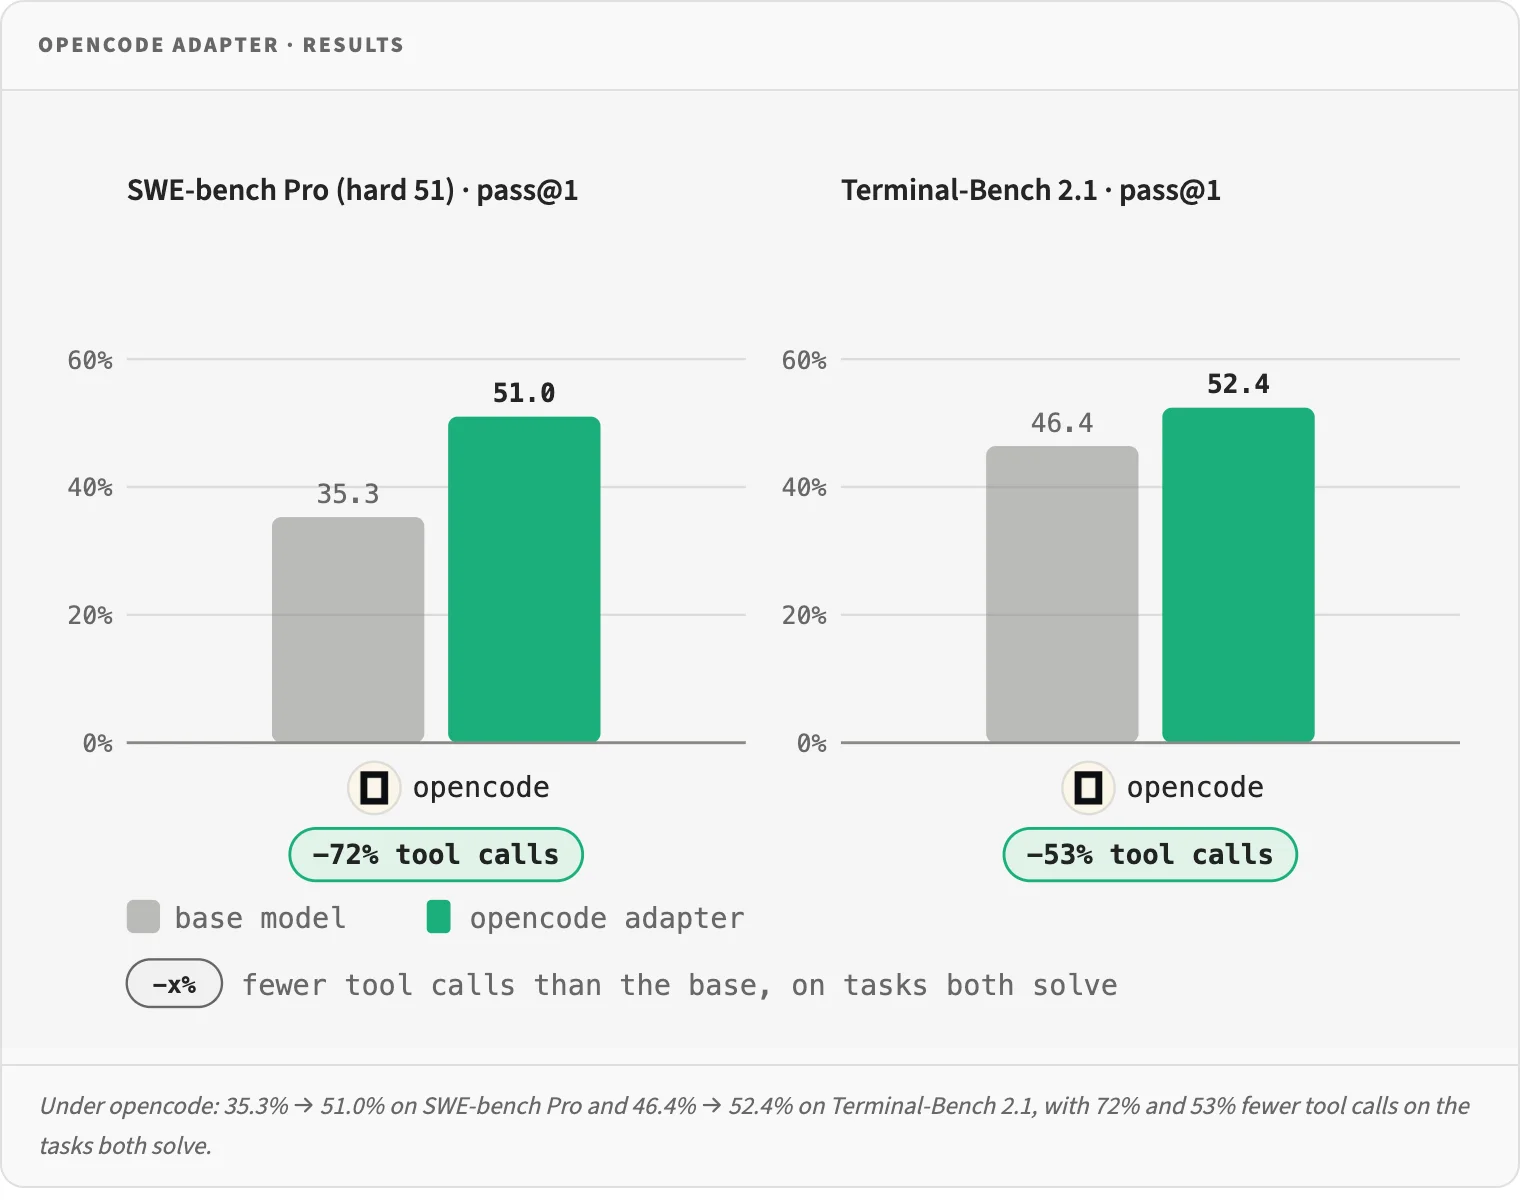 OPENCODE ADAPTER · RESULTS
SWE-bench Pro (hard 51) · pass@1
60%
40%
20%
0%
35.3
51.0
opencode
−72% tool calls
Terminal-Bench 2.1 · pass@1
60%
40%
20%
0%
46.4
52.4
opencode
−53% tool calls
base model
opencode adapter
−x% fewer tool calls than the base, on tasks both solve
Under opencode: 35.3% → 51.0% on SWE-bench Pro and 46.4% → 52.4% on Terminal-Bench 2.1, with 72% and 53% fewer tool calls on the
tasks both solve.